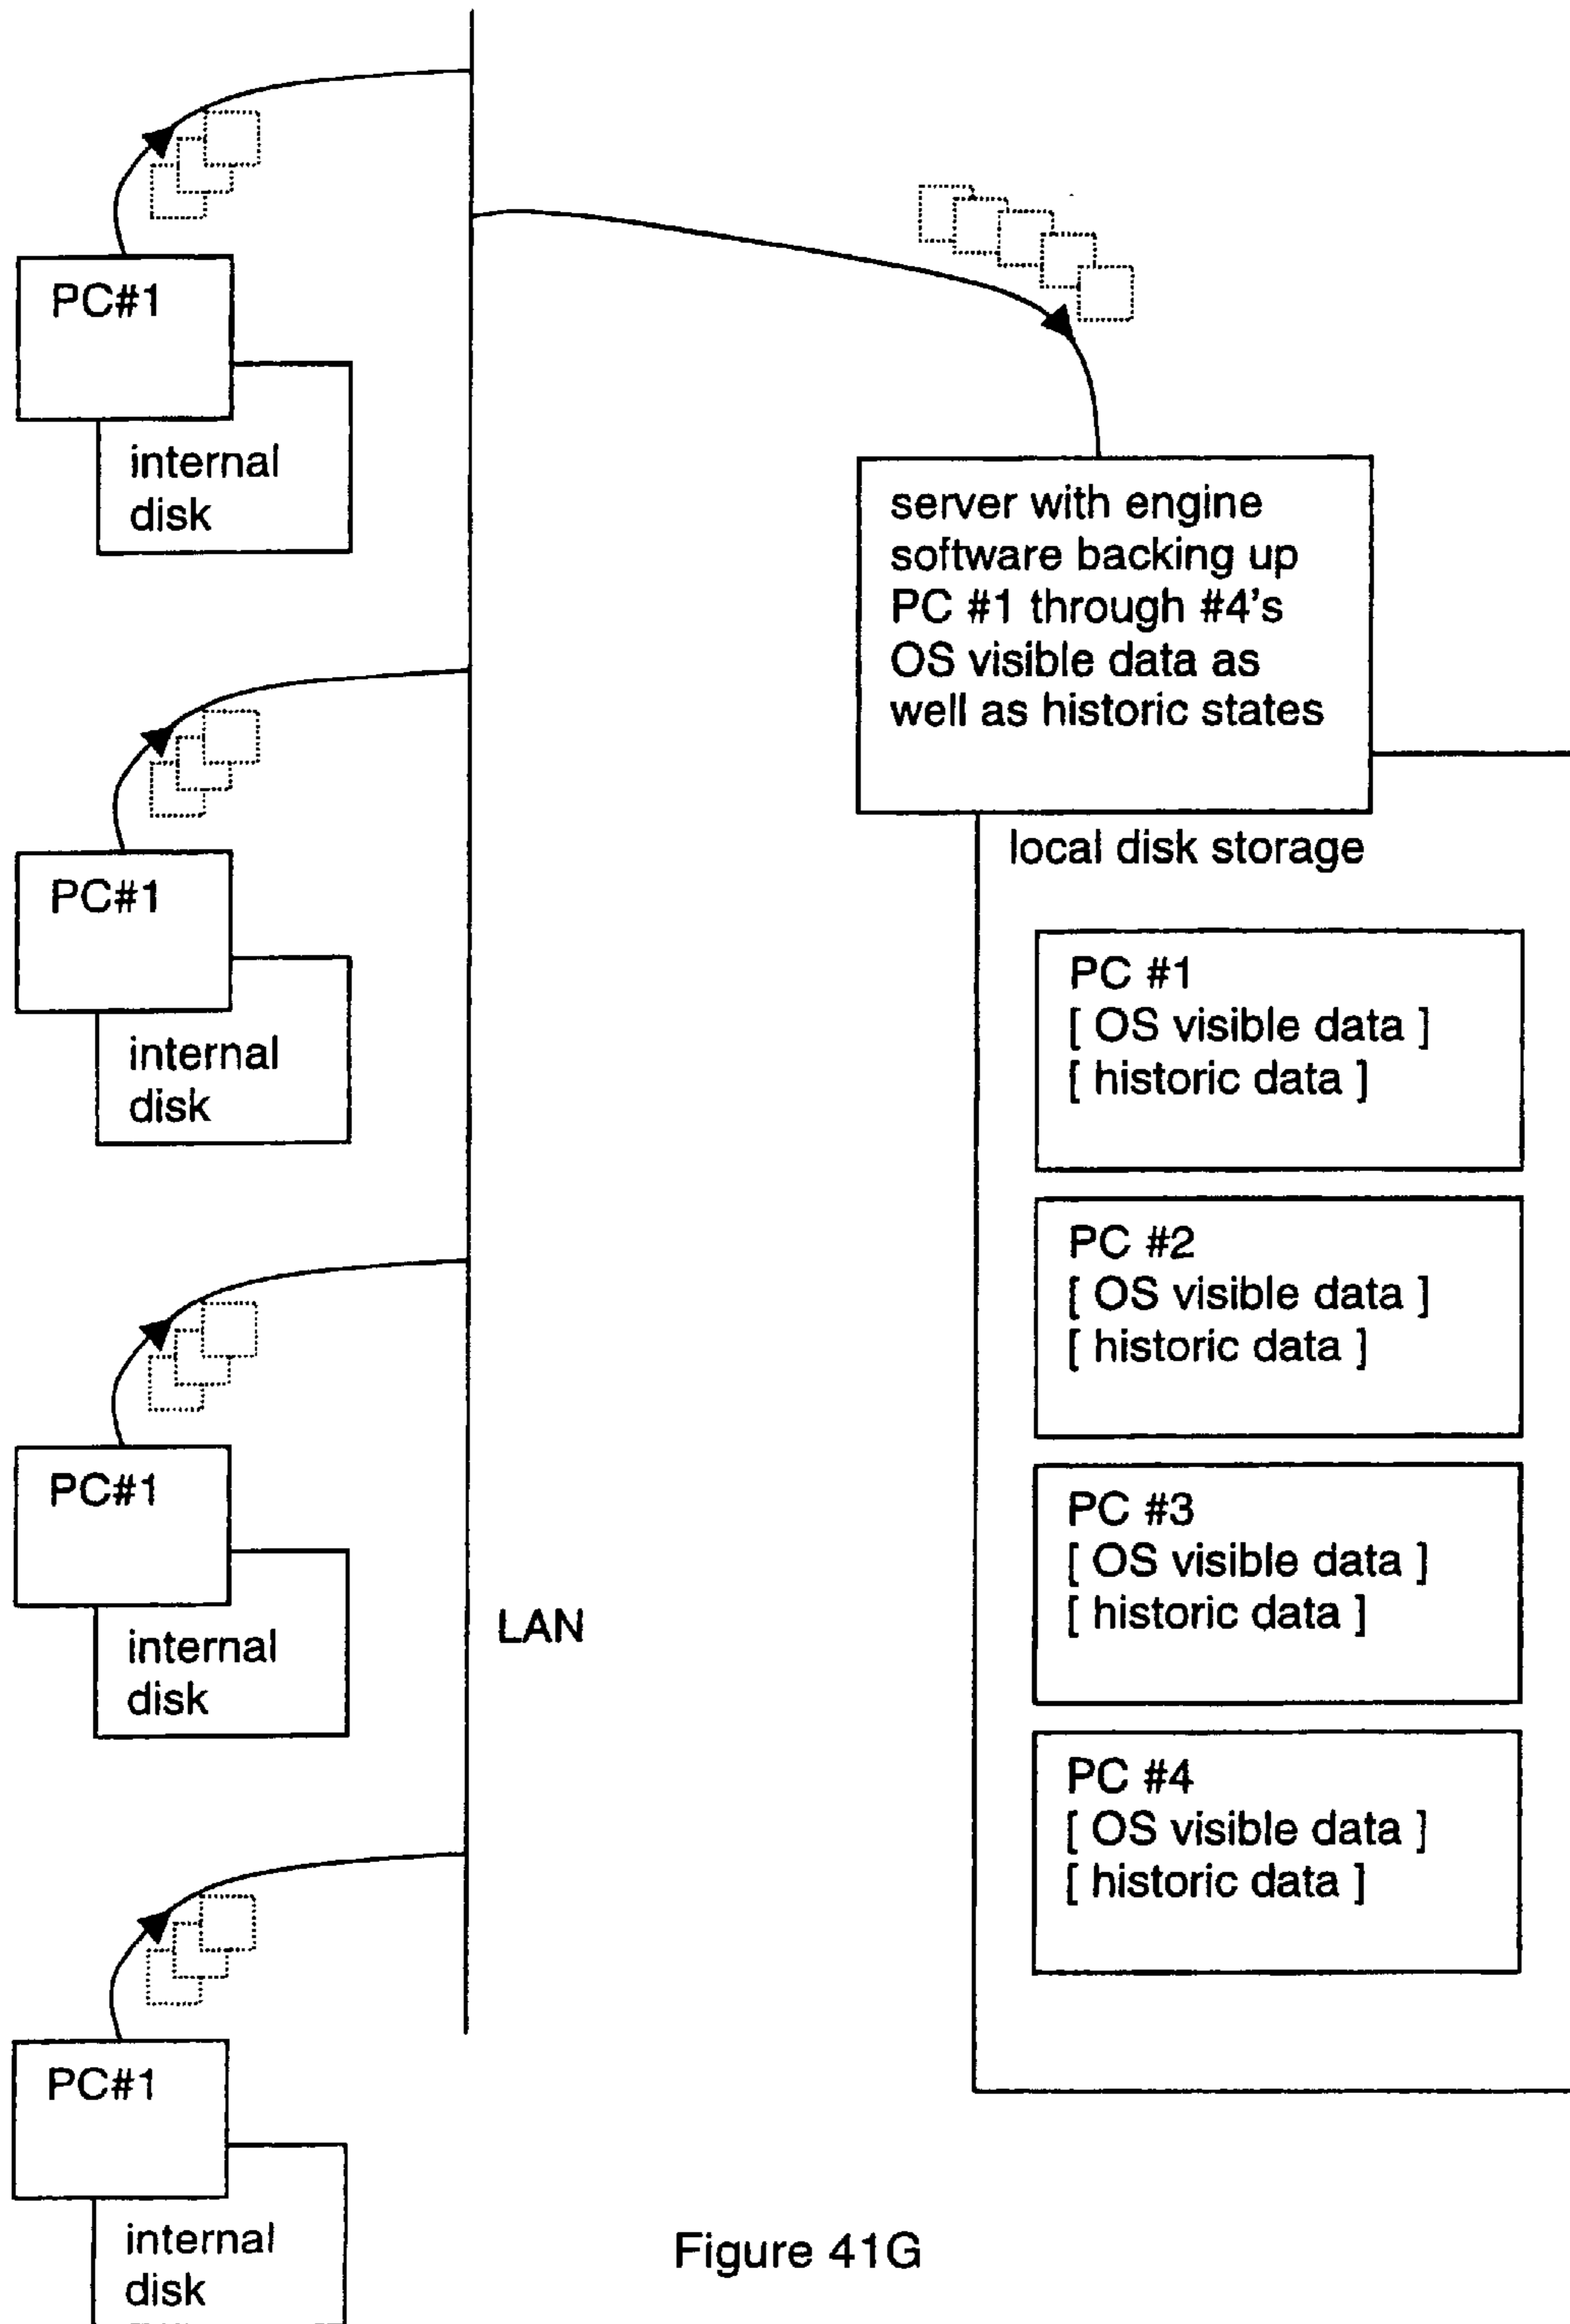 PC#1
internal
disk
server with engine
software backing up
PC #1 through #4's
OS visible data as
well as historic states
local disk storage
PC#1
internal
disk
PC #1
[ OS visible data ]
[ historic data ]
PC #2
[ OS visible data ]
[ historic data ]
PC#1
internal
disk
LAN
PC #3
[ OS visible data ]
[ historic data ]
PC #4
[ OS visible data ]
[ historic data ]
PC#1
internal
disk
Figure 41G